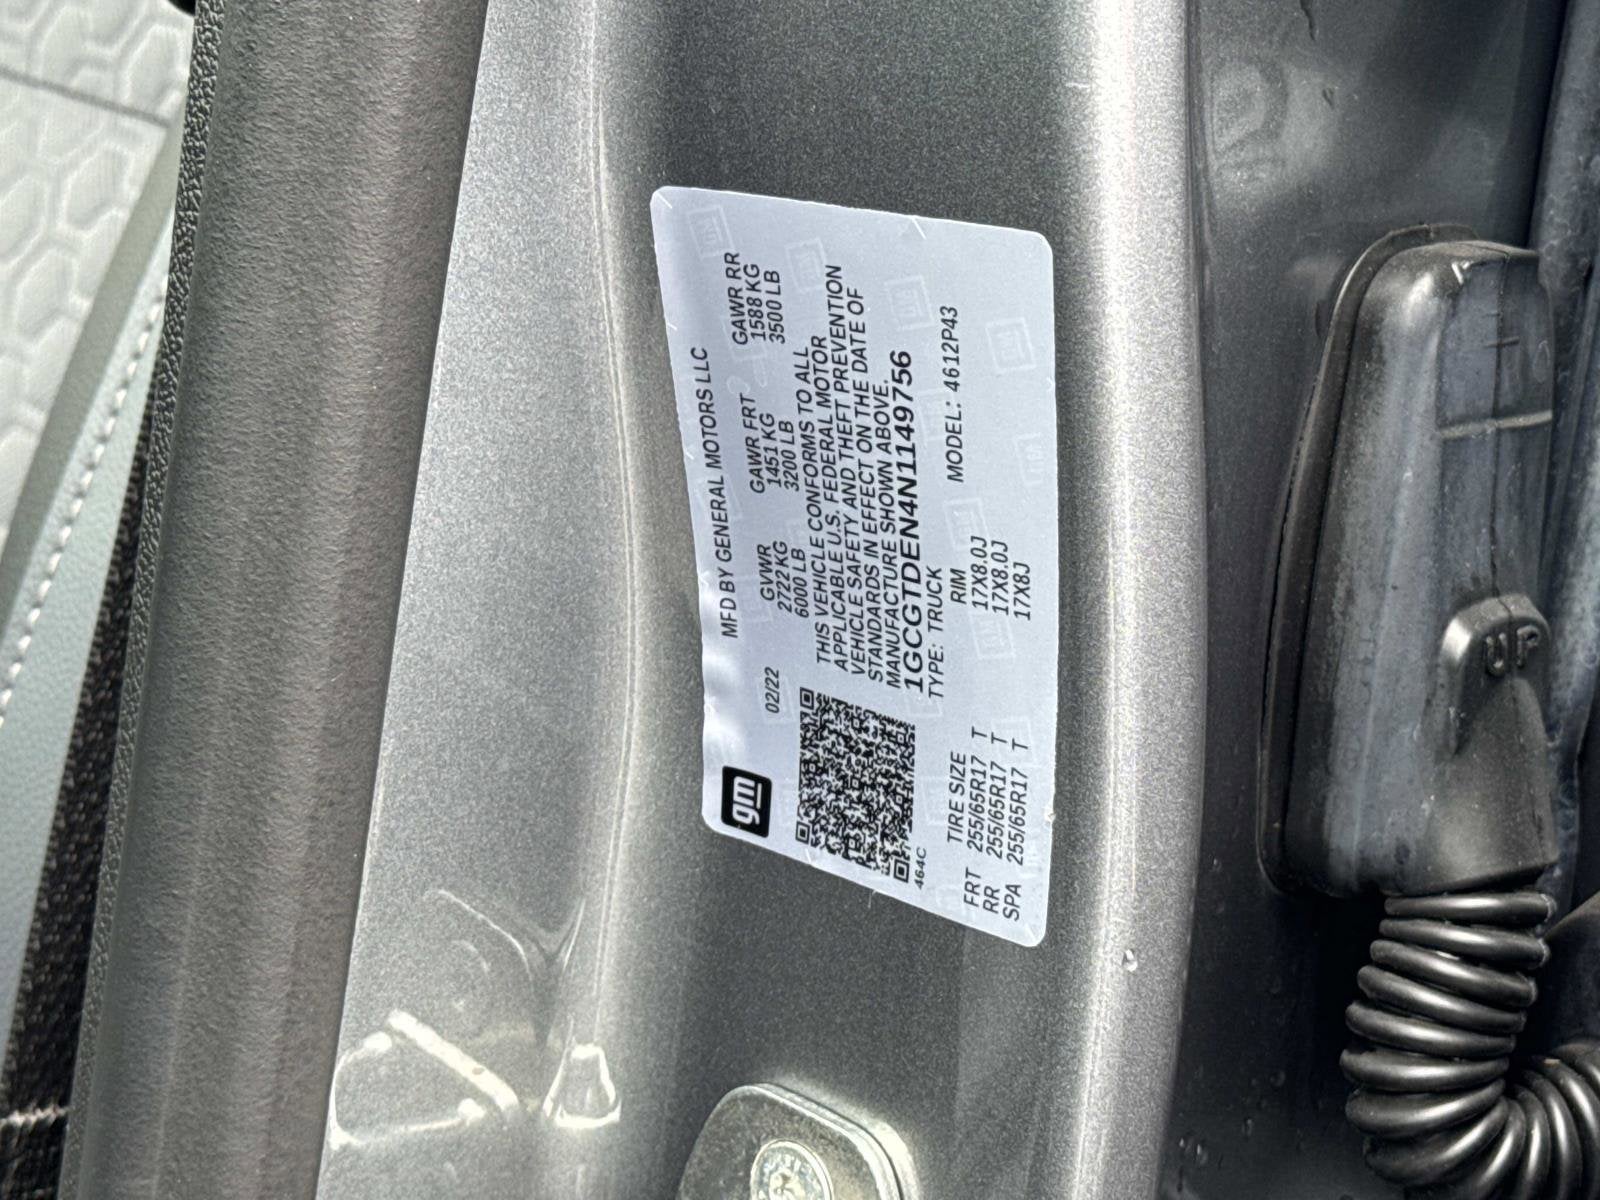 gm
MFD BY GENERAL MOTORS LLC
02/22
GVWR GAWR FRT GAWR RR
2722 KG 1451 KG 1588 KG
6000 LB 3200 LB 3500 LB
THIS VEHICLE CONFORMS TO ALL
APPLICABLE U.S. FEDERAL MOTOR
VEHICLE SAFETY AND THEFT PREVENTION
STANDARDS IN EFFECT ON THE DATE OF
MANUFACTURE SHOWN ABOVE.
1GCGTDEN4N1149756
TYPE: TRUCK MODEL: 4612P43
464C
TIRE SIZE RIM
FRT 255/65R17 T 17X8.0J
RR 255/65R17 T 17X8.0J
SPA 255/65R17 T 17X8J
UP